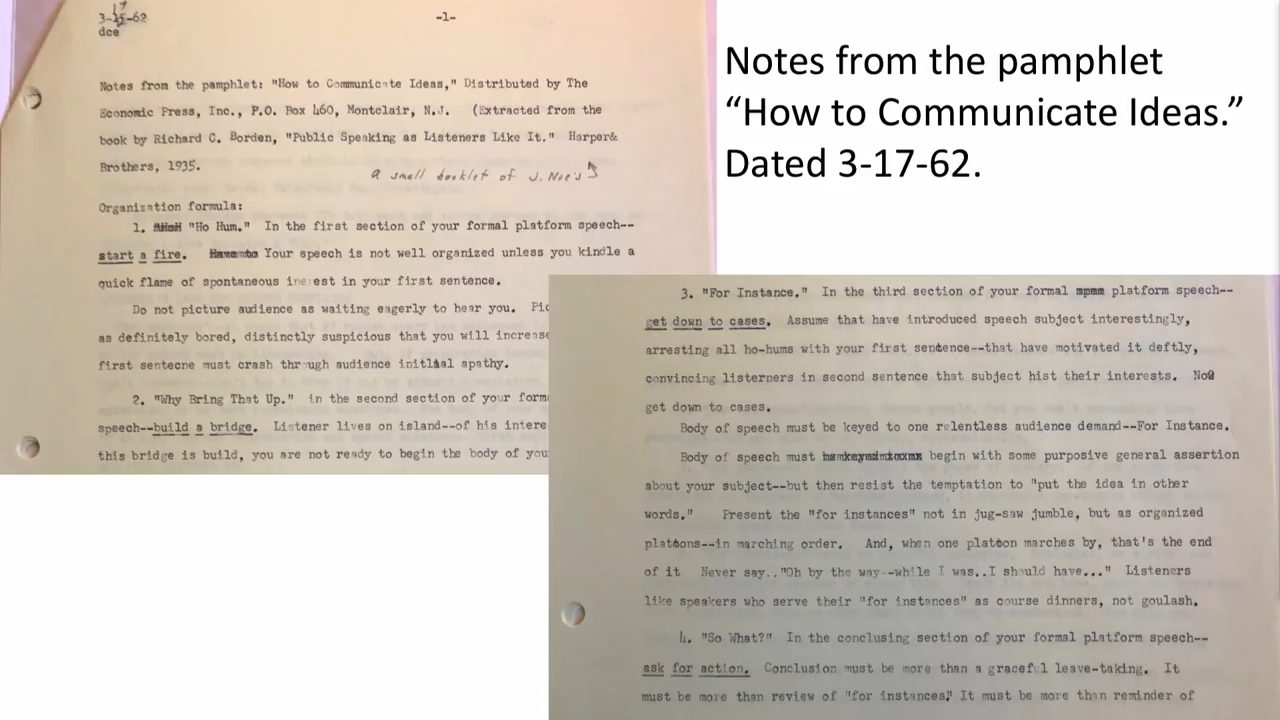 3-15-62
17
dce
-1-
Notes from the pamphlet: "How to Communicate Ideas," Distributed by The
Economic Press, Inc., P.O. Box 460, Montclair, N.J. (Extracted from the
book by Richard C. Borden, "Public Speaking as Listeners Like It." Harper&
Brothers, 1935.
a small booklet of J. Noe's
Organization formula:
1. "Ho Hum." In the first section of your formal platform speech--
start a fire. Your speech is not well organized unless you kindle a
quick flame of spontaneous inerest in your first sentence.
Do not picture audience as waiting eagerly to hear you. Pic
as definitely bored, distinctly suspicious that you will increase
first sentecne must crash through audience initial apathy.
2. "Why Bring That Up." in the second section of your form
speech--build a bridge. Listener lives on island--of his intere
this bridge is build, you are not ready to begin the body of you
Notes from the pamphlet
“How to Communicate Ideas.”
Dated 3-17-62.
3. "For Instance." In the third section of your formal platform speech--
get down to cases. Assume that have introduced speech subject interestingly,
arresting all ho-hums with your first sentence--that have motivated it deftly,
convincing listerners in second sentence that subject hist their interests. Now
get down to cases.
Body of speech must be keyed to one relentless audience demand--For Instance.
Body of speech must begin with some purposive general assertion
about your subject--but then resist the temptation to "put the idea in other
words." Present the "for instances" not in jug-saw jumble, but as organized
platoons--in marching order. And, when one platoon marches by, that's the end
of it Never say.."Oh by the way--while I was..I should have..." Listeners
like speakers who serve their "for instances" as course dinners, not goulash.
4. "So What?" In the conclusing section of your formal platform speech--
ask for action. Conclusion must be more than a graceful leave-taking. It
must be more than review of "for instances." It must be more than reminder of